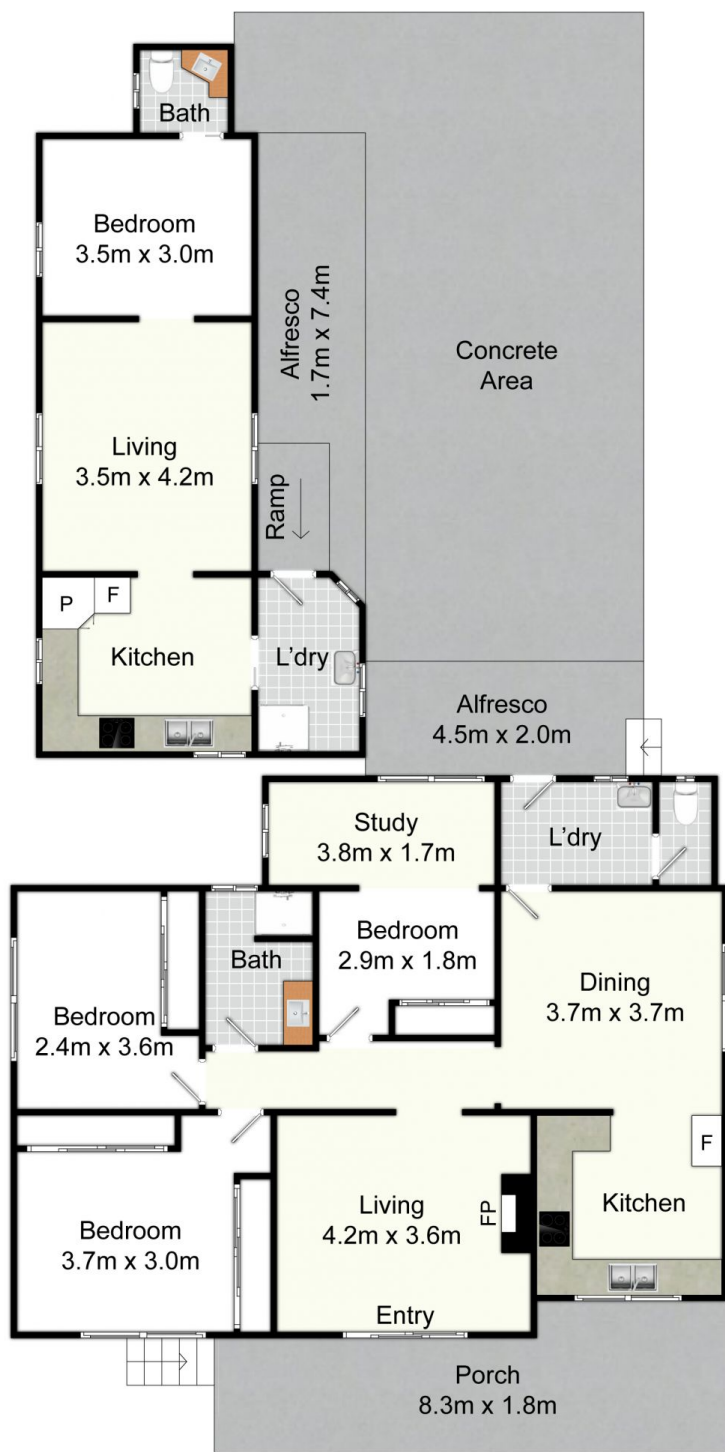 Bath
Bedroom
3.5m x 3.0m
Alfresco
1.7m x 7.4m
Concrete
Area
Living
3.5m x 4.2m
Ramp
P
F
Kitchen
L'dry
Alfresco
4.5m x 2.0m
Study
3.8m x 1.7m
L'dry
Bedroom
2.9m x 1.8m
Bath
Dining
3.7m x 3.7m
Bedroom
2.4m x 3.6m
F
Living
4.2m x 3.6m
FP
Kitchen
Bedroom
3.7m x 3.0m
Entry
Porch
8.3m x 1.8m